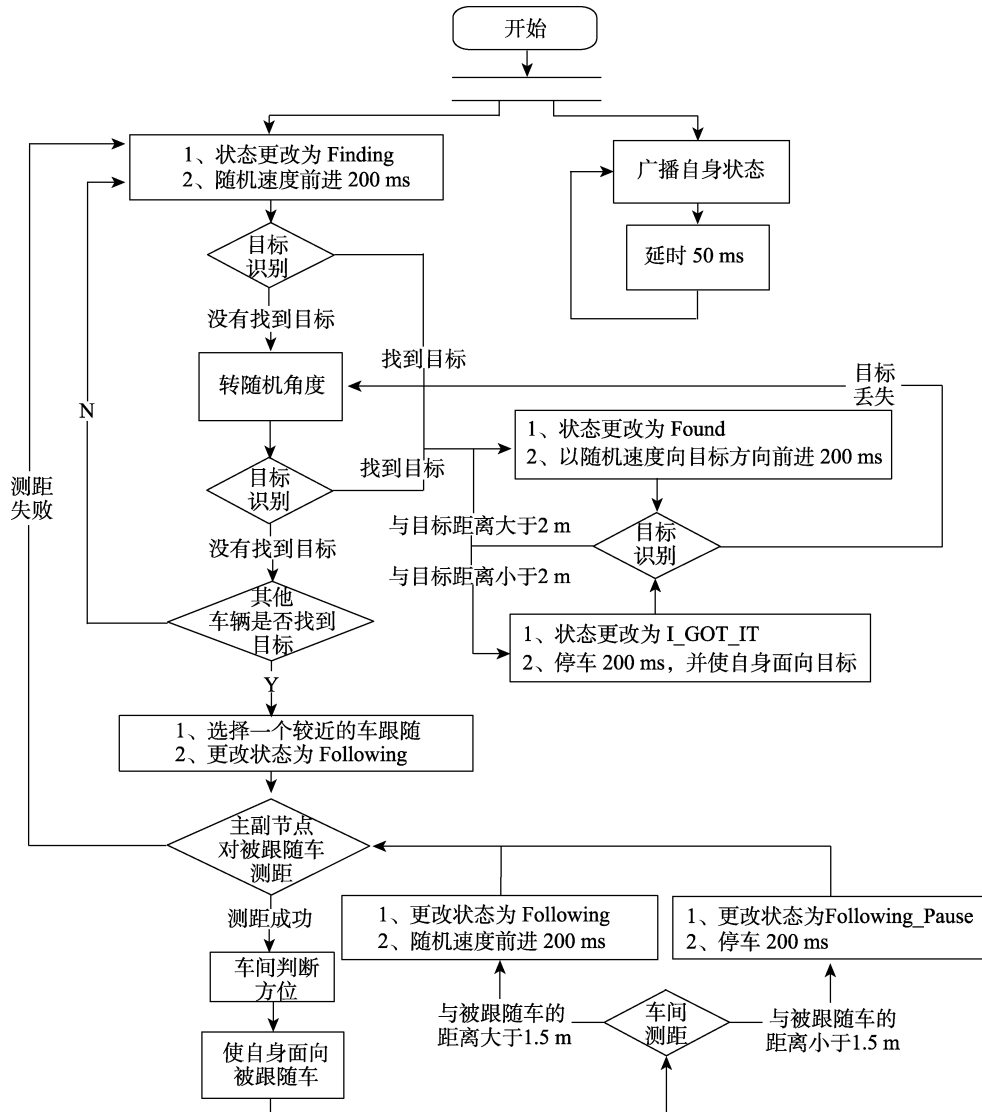 开始
1、状态更改为 Finding
2、随机速度前进 200 ms
广播自身状态
延时 50 ms
目标
识别
没有找到目标
找到目标
转随机角度
目标
丢失
N
1、状态更改为 Found
2、以随机速度向目标方向前进 200 ms
目标
识别
找到目标
测距
失败
与目标距离大于2 m
目标
识别
没有找到目标
与目标距离小于2 m
其他
车辆是否找到
目标
1、状态更改为 I_GOT_IT
2、停车 200 ms，并使自身面向目标
Y
1、选择一个较近的车跟随
2、更改状态为 Following
主副节点
对被跟随车
测距
测距成功
1、更改状态为 Following
2、随机速度前进 200 ms
1、更改状态为Following_Pause
2、停车 200 ms
车间判断
方位
与被跟随车的
距离大于1.5 m
车间
测距
与被跟随车的
距离小于1.5 m
使自身面向
被跟随车